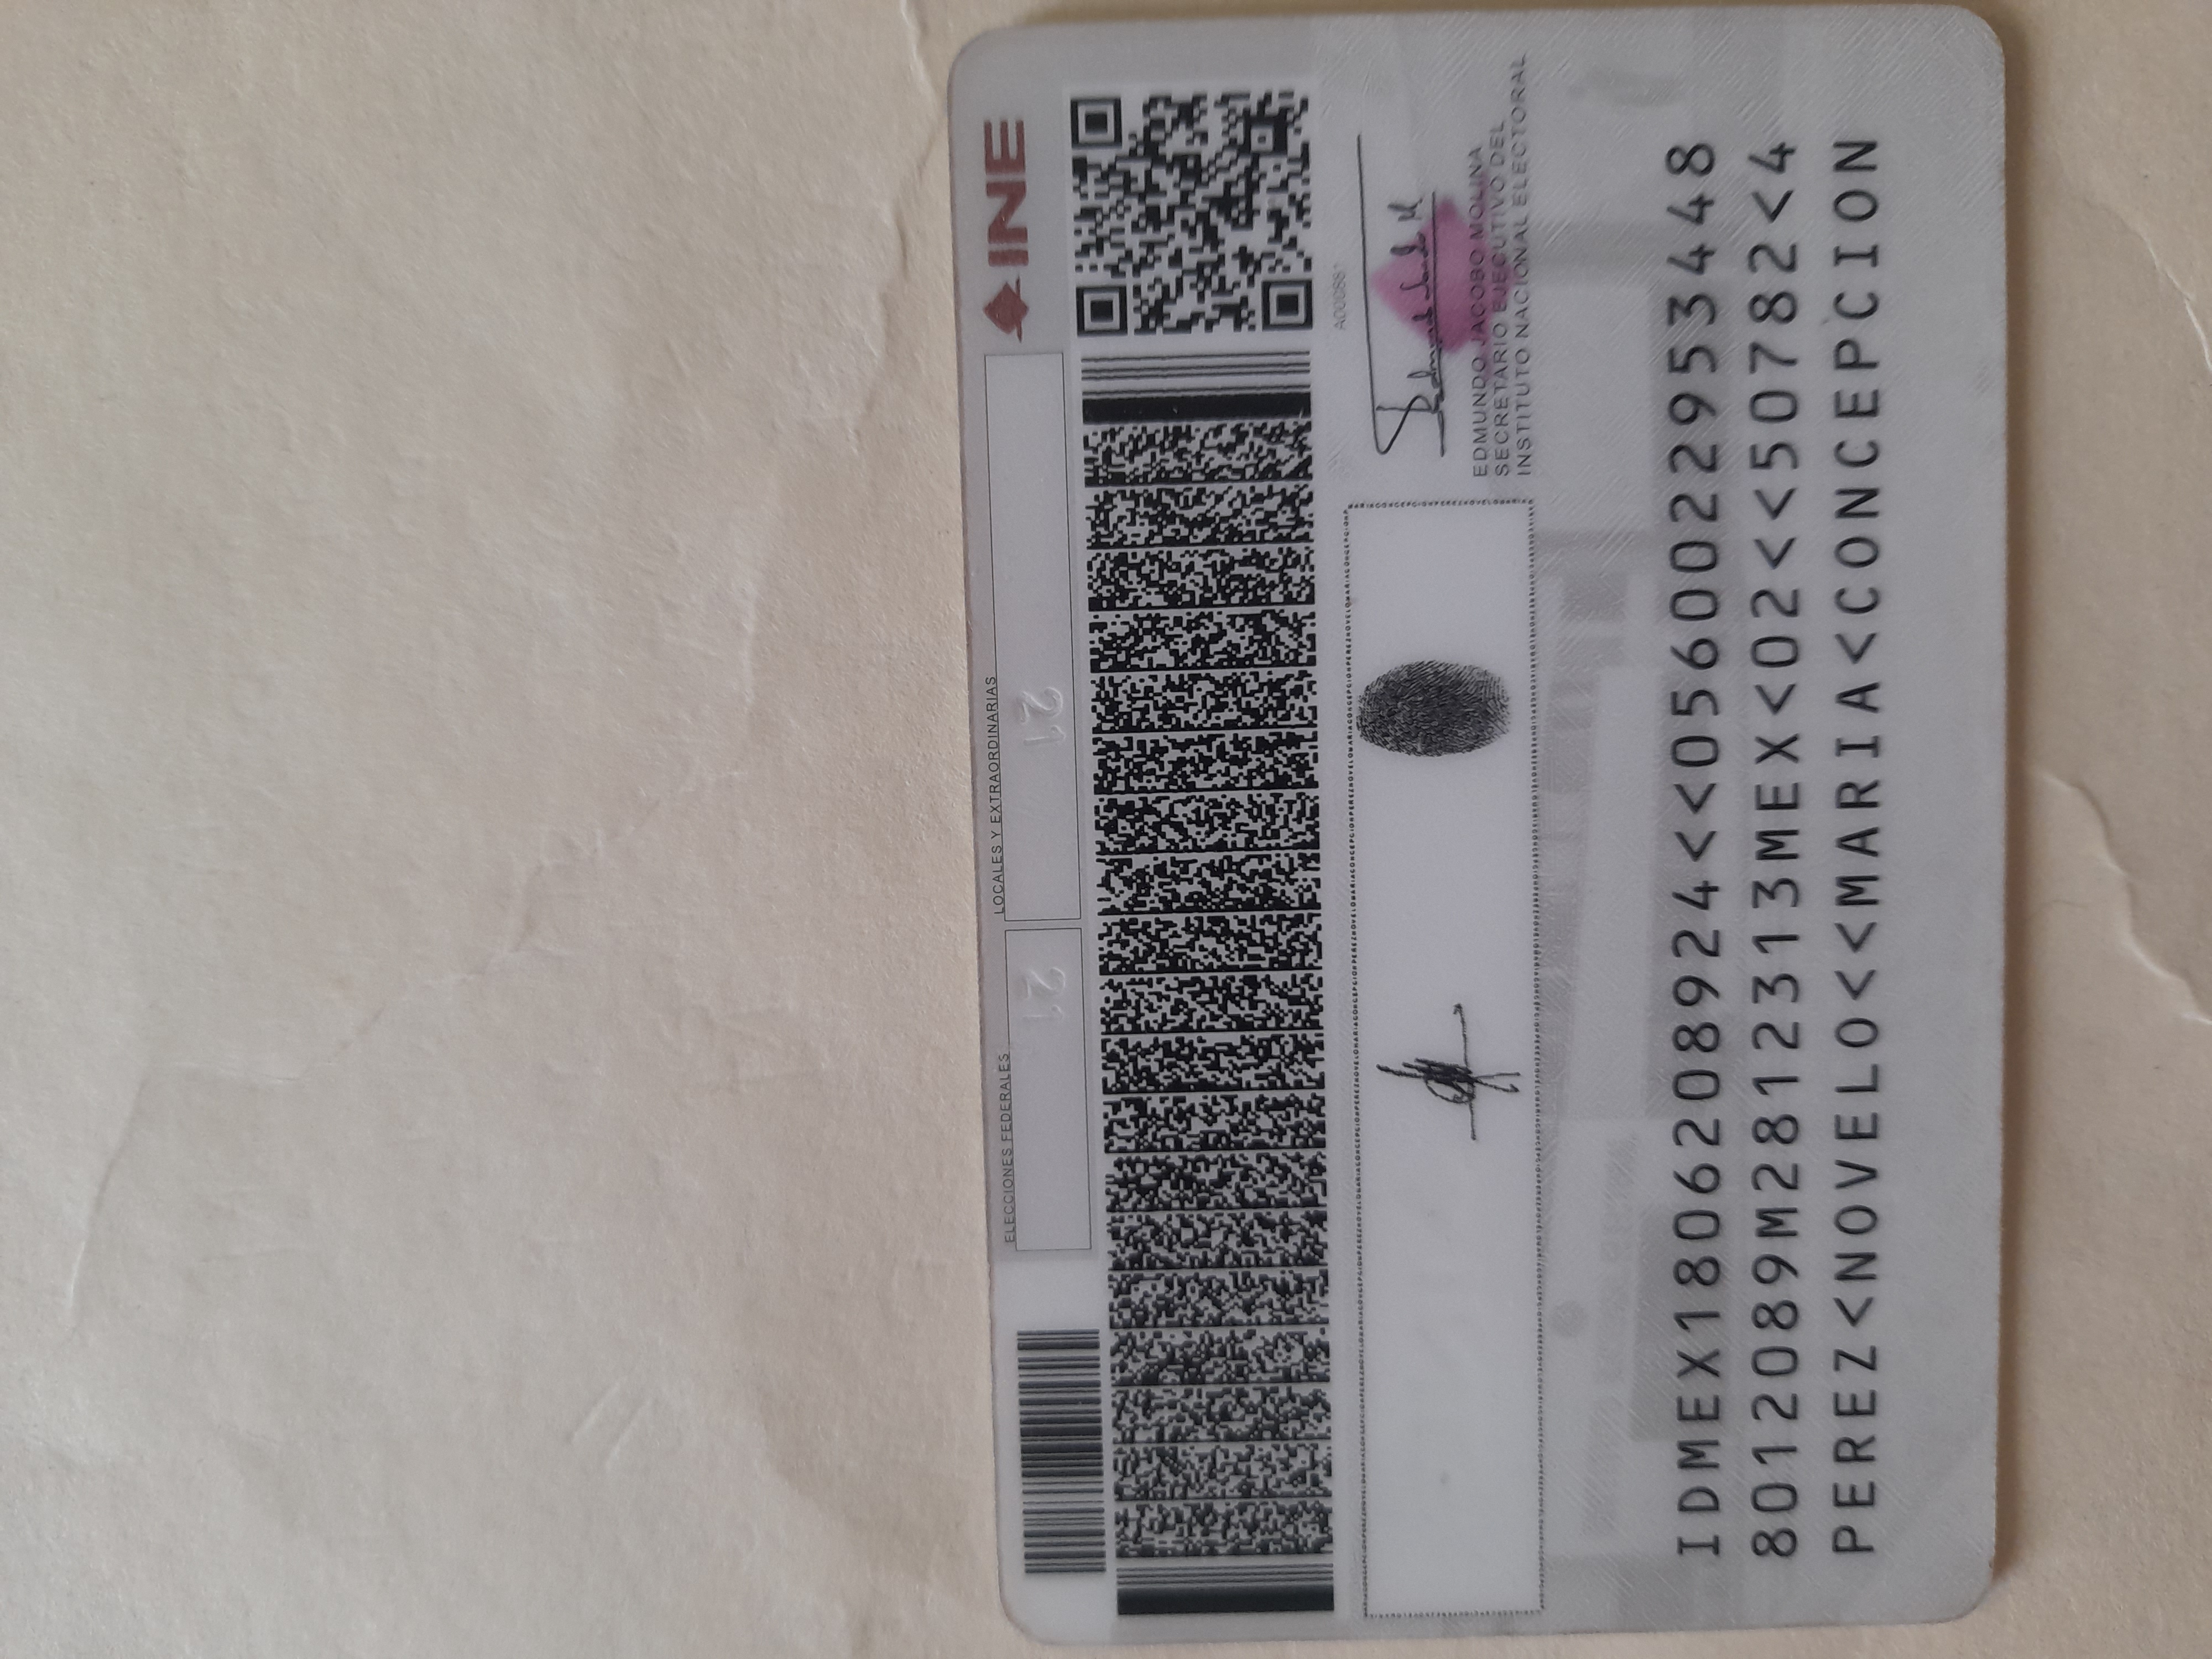 ELECCIONES FEDERALES
LOCALES Y EXTRAORDINARIAS
INE
21
21
A000881
EDMUNDO JACOBO MOLINA
SECRETARIO EJECUTIVO DEL
INSTITUTO NACIONAL ELECTORAL
IDMEX1806208924<<0560022953448
8012089M2812313MEX<02<<50782<4
PEREZ<NOVELO<<MARIA<CONCEPCION